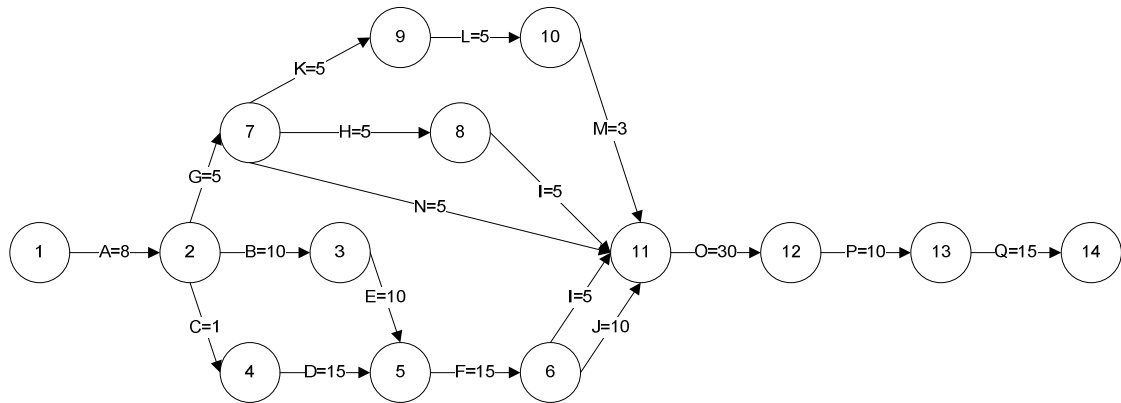 9 L=5 10
K=5
7 H=5 8
M=3
G=5
N=5
I=5
1 A=8 2 B=10 3 11 O=30 12 P=10 13 Q=15 14
E=10
I=5
C=1
J=10
4 D=15 5 F=15 6